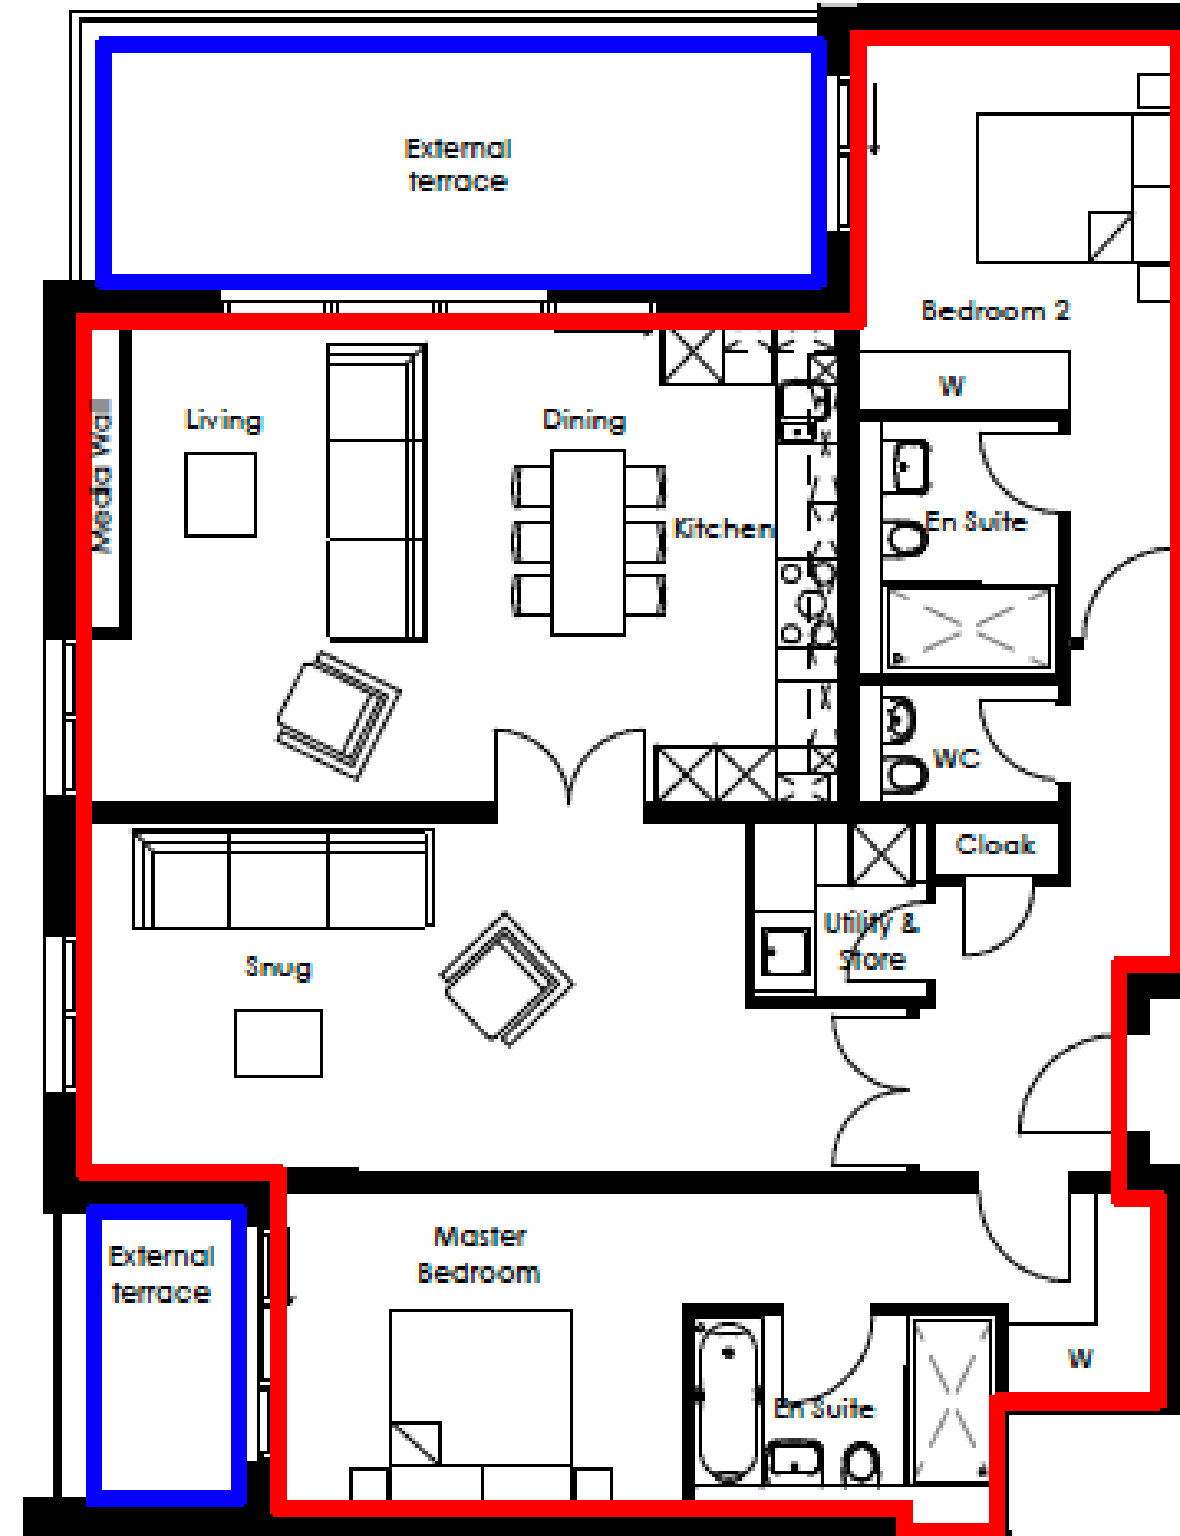 External
terrace
Bedroom 2
W
Living
Dining
Media Wall
Kitchen
En Suite
WC
Cloak
Utility &
Store
Snug
Master
Bedroom
External
terrace
W
En Suite